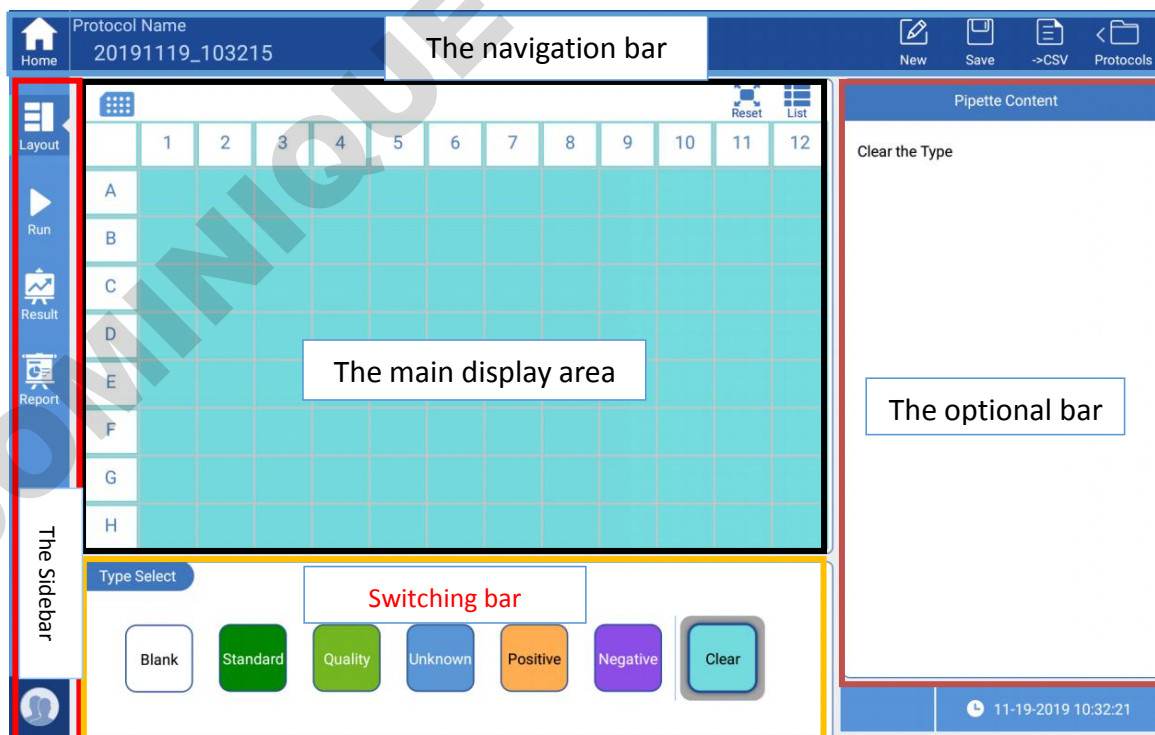 Protocol Name
20191119_103215
The navigation bar
Home
New
Save
->CSV
Protocols
Layout
Run
Result
Report
The Sidebar
Reset
List
1 2 3 4 5 6 7 8 9 10 11 12
A
B
C
D
E
F
G
H
The main display area
Pipette Content
Clear the Type
The optional bar
Type Select
Switching bar
Blank
Standard
Quality
Unknown
Positive
Negative
Clear
11-19-2019 10:32:21
OMINIQUE